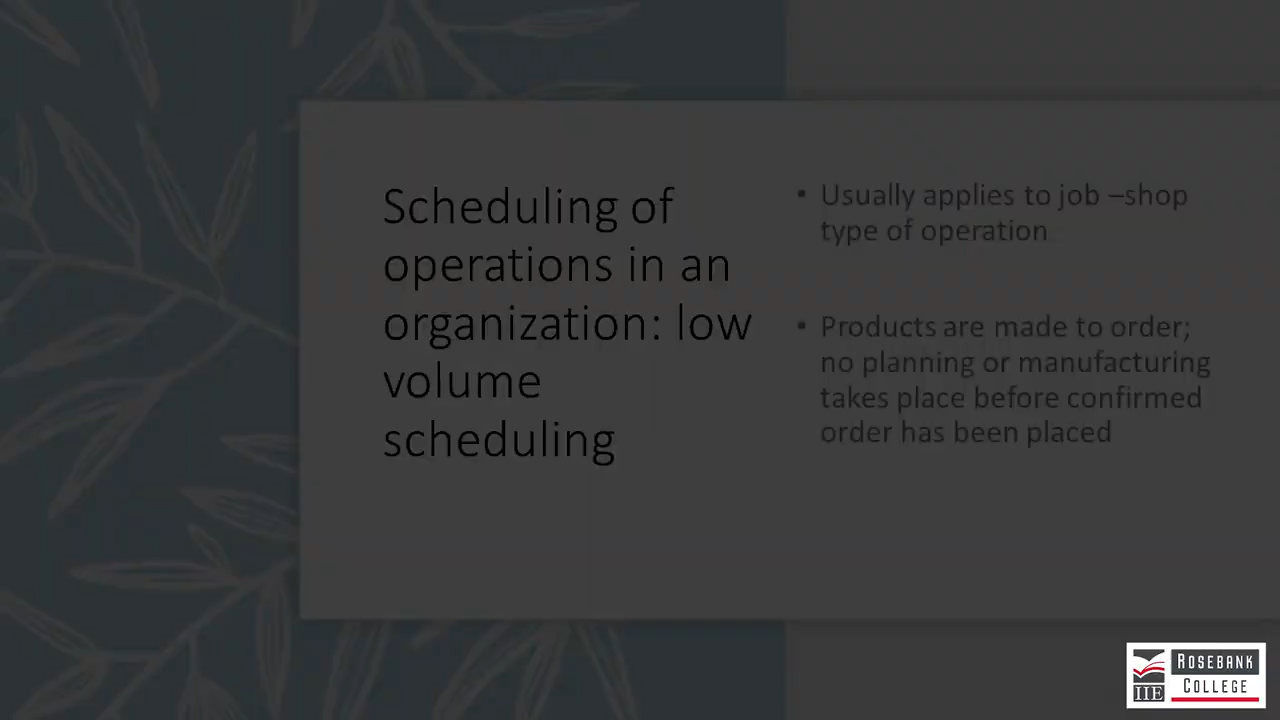 Scheduling of
operations in an
organization: low
volume
scheduling
▪ Usually applies to job –shop
type of operation
▪ Products are made to order;
no planning or manufacturing
takes place before confirmed
order has been placed
IIE
ROSEBANK
COLLEGE